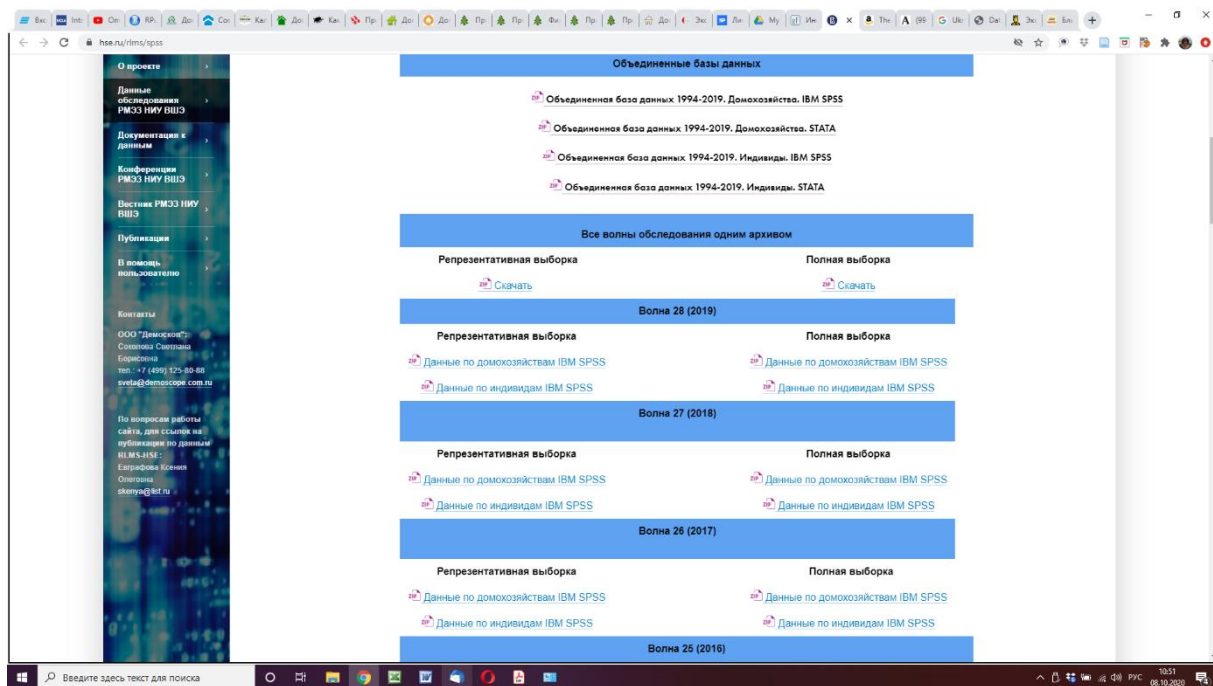 hse.ru/rlms/spss
О проекте
Данные
обследования
РМЭЗ НИУ ВШЭ
Документация к
данным
Конференции
РМЭЗ НИУ ВШЭ
Вестник РМЭЗ НИУ
ВШЭ
Публикации
В помощь
пользователю
Контакты
ООО "Демоскоп":
Соколова Светлана
Борисовна
тел.: +7 (499) 125-80-88
sveta@demoscope.com.ru
По вопросам работы
сайта, для ссылок на
публикации по данным
RLMS-HSE:
Евграфова Ксения
Олеговна
skenya@list.ru
Объединенные базы данных
Объединенная база данных 1994-2019. Домохозяйства. IBM SPSS
Объединенная база данных 1994-2019. Домохозяйства. STATA
Объединенная база данных 1994-2019. Индивиды. IBM SPSS
Объединенная база данных 1994-2019. Индивиды. STATA
Все волны обследования одним архивом
Репрезентативная выборка Полная выборка
Скачать Скачать
Волна 28 (2019)
Репрезентативная выборка Полная выборка
Данные по домохозяйствам IBM SPSS Данные по домохозяйствам IBM SPSS
Данные по индивидам IBM SPSS Данные по индивидам IBM SPSS
Волна 27 (2018)
Репрезентативная выборка Полная выборка
Данные по домохозяйствам IBM SPSS Данные по домохозяйствам IBM SPSS
Данные по индивидам IBM SPSS Данные по индивидам IBM SPSS
Волна 26 (2017)
Репрезентативная выборка Полная выборка
Данные по домохозяйствам IBM SPSS Данные по домохозяйствам IBM SPSS
Данные по индивидам IBM SPSS Данные по индивидам IBM SPSS
Волна 25 (2016)
Введите здесь текст для поиска
РУС
10:51
08.10.2020